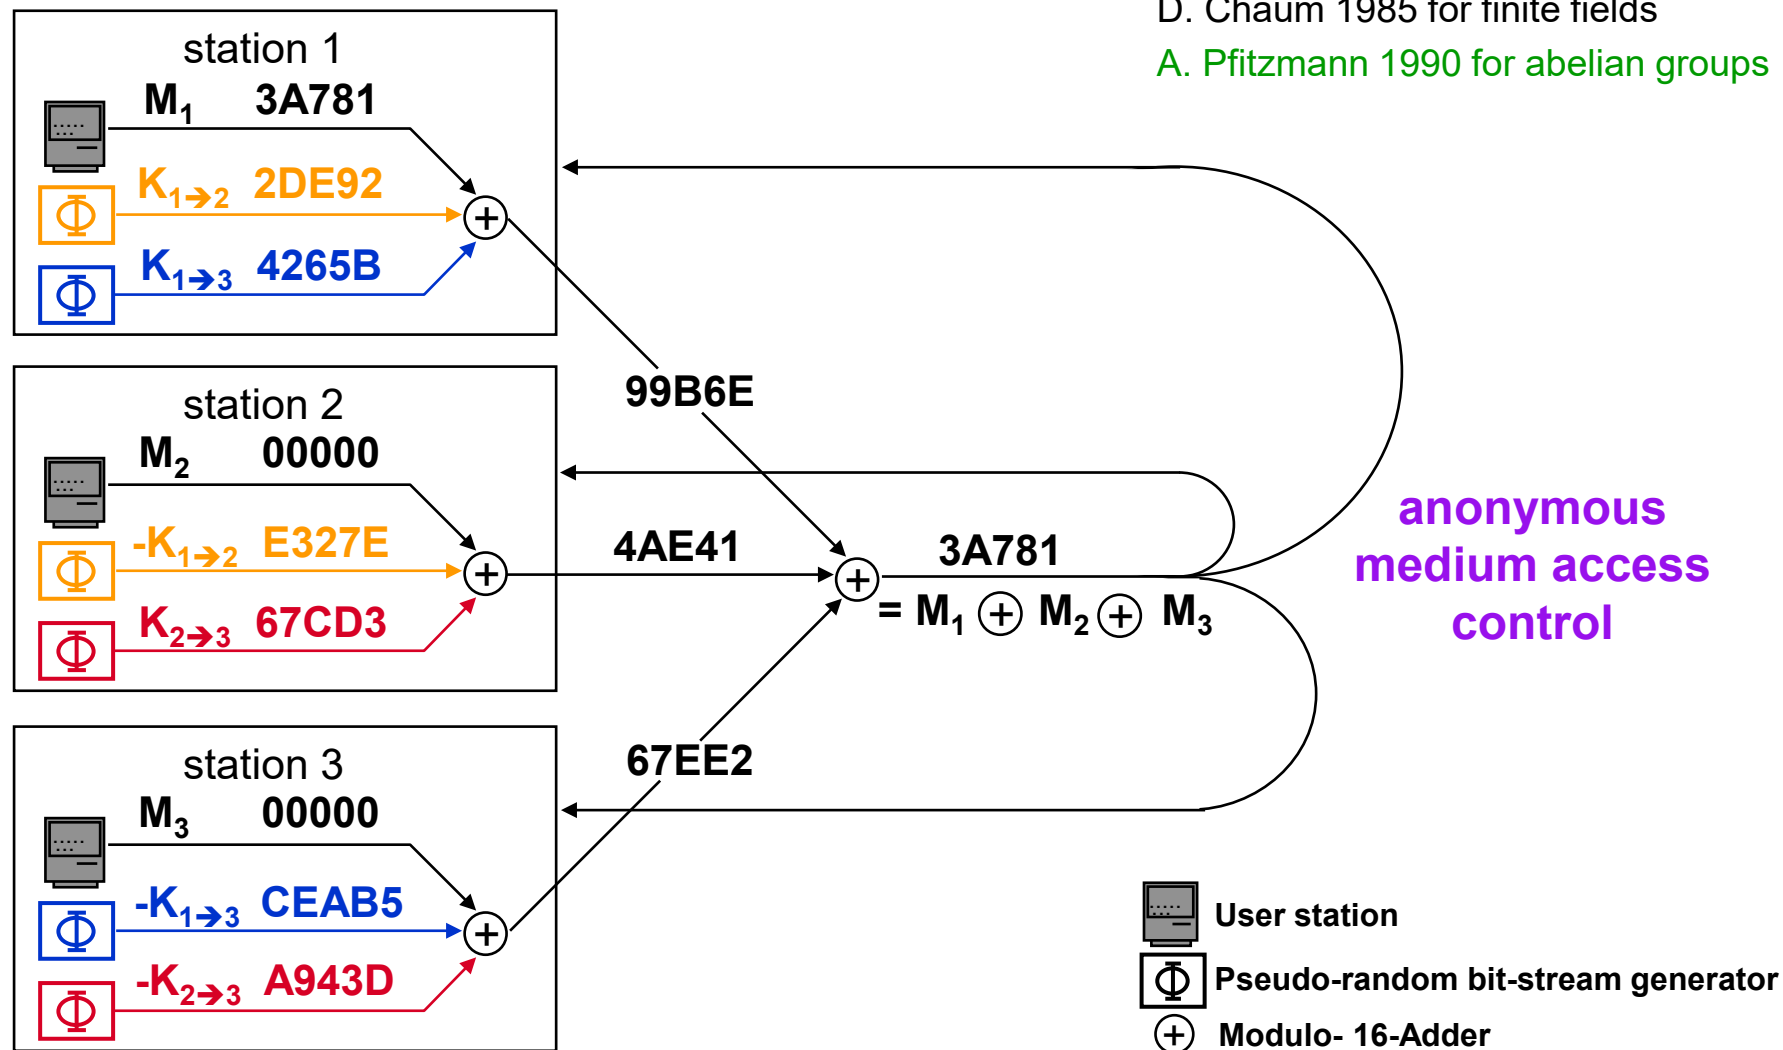 D. Chaum 1985 for finite fields
A. Pfitzmann 1990 for abelian groups
station 1
M1 3A781
K1➔2 2DE92
Φ
K1➔3 4265B
Φ
99B6E
station 2
M2 00000
-K1➔2 E327E
Φ
K2➔3 67CD3
Φ
4AE41
3A781
= M1 + M2 + M3
anonymous
medium access
control
station 3
M3 00000
-K1➔3 CEAB5
Φ
-K2➔3 A943D
Φ
67EE2
User station
Φ Pseudo-random bit-stream generator
+ Modulo- 16-Adder